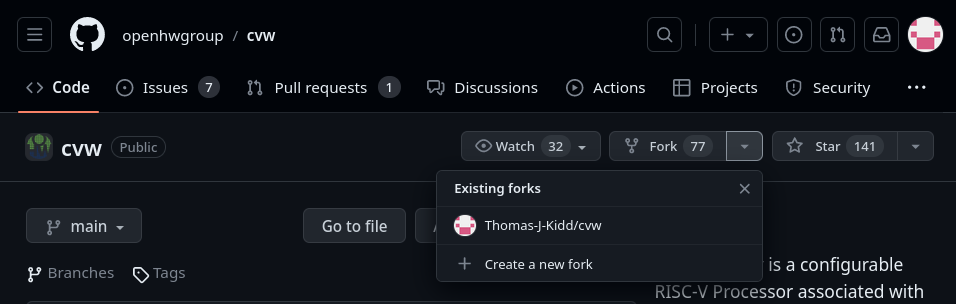 openhwgroup / cvw
Code Issues 7 Pull requests 1 Discussions Actions Projects Security
cvw Public Watch 32 Fork 77 Star 141
Existing forks
main Go to file Thomas-J-Kidd/cvw
Create a new fork is a configurable
Branches Tags
RISC-V Processor associated with